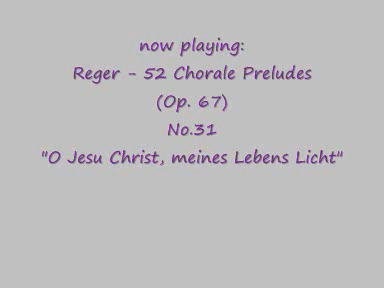 now playing:
Reger - 52 Chorale Preludes
(Op. 67)
No.31
"O Jesu Christ, meines Lebens Licht"